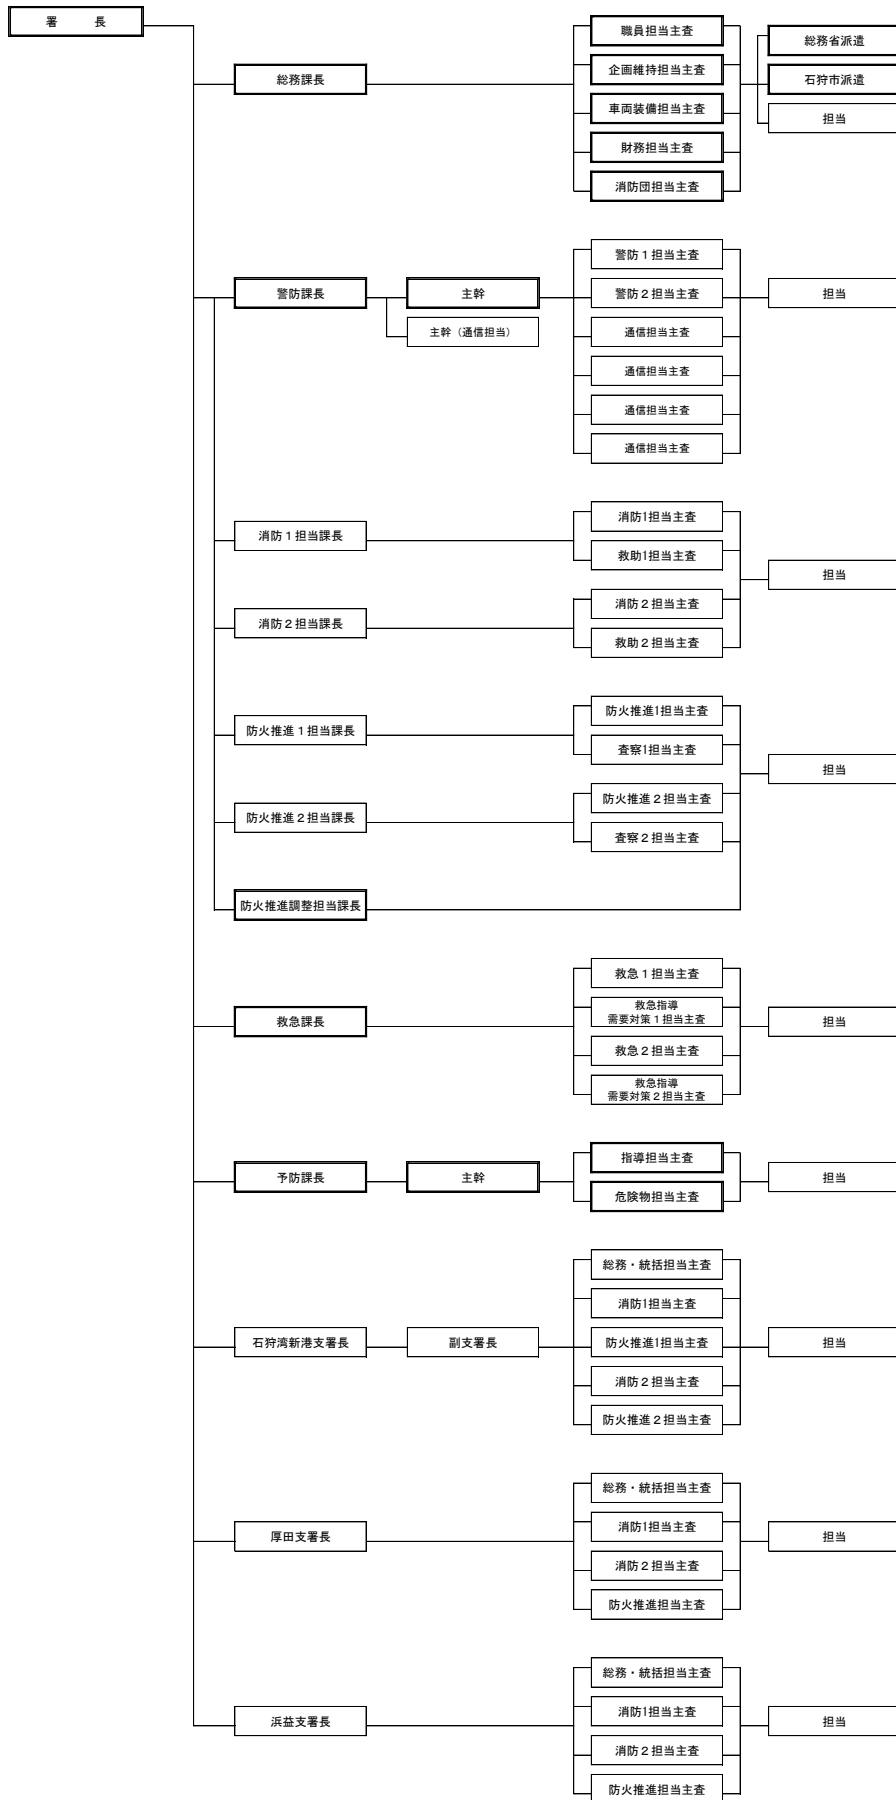 署　　長
総務課長
職員担当主査
企画維持担当主査
車両装備担当主査
財務担当主査
消防団担当主査
総務省派遣
石狩市派遣
担当
警防課長
主幹
主幹（通信担当）
警防１担当主査
警防２担当主査
通信担当主査
通信担当主査
通信担当主査
通信担当主査
担当
消防１担当課長
消防1担当主査
救助1担当主査
消防２担当課長
消防２担当主査
救助２担当主査
担当
防火推進１担当課長
防火推進1担当主査
査察1担当主査
防火推進２担当課長
防火推進２担当主査
査察２担当主査
担当
防火推進調整担当課長
救急課長
救急１担当主査
救急指導
需要対策１担当主査
救急２担当主査
救急指導
需要対策２担当主査
担当
予防課長
主幹
指導担当主査
危険物担当主査
担当
石狩湾新港支署長
副支署長
総務・統括担当主査
消防1担当主査
防火推進1担当主査
消防２担当主査
防火推進２担当主査
担当
厚田支署長
総務・統括担当主査
消防1担当主査
消防２担当主査
防火推進担当主査
担当
浜益支署長
総務・統括担当主査
消防1担当主査
消防２担当主査
防火推進担当主査
担当